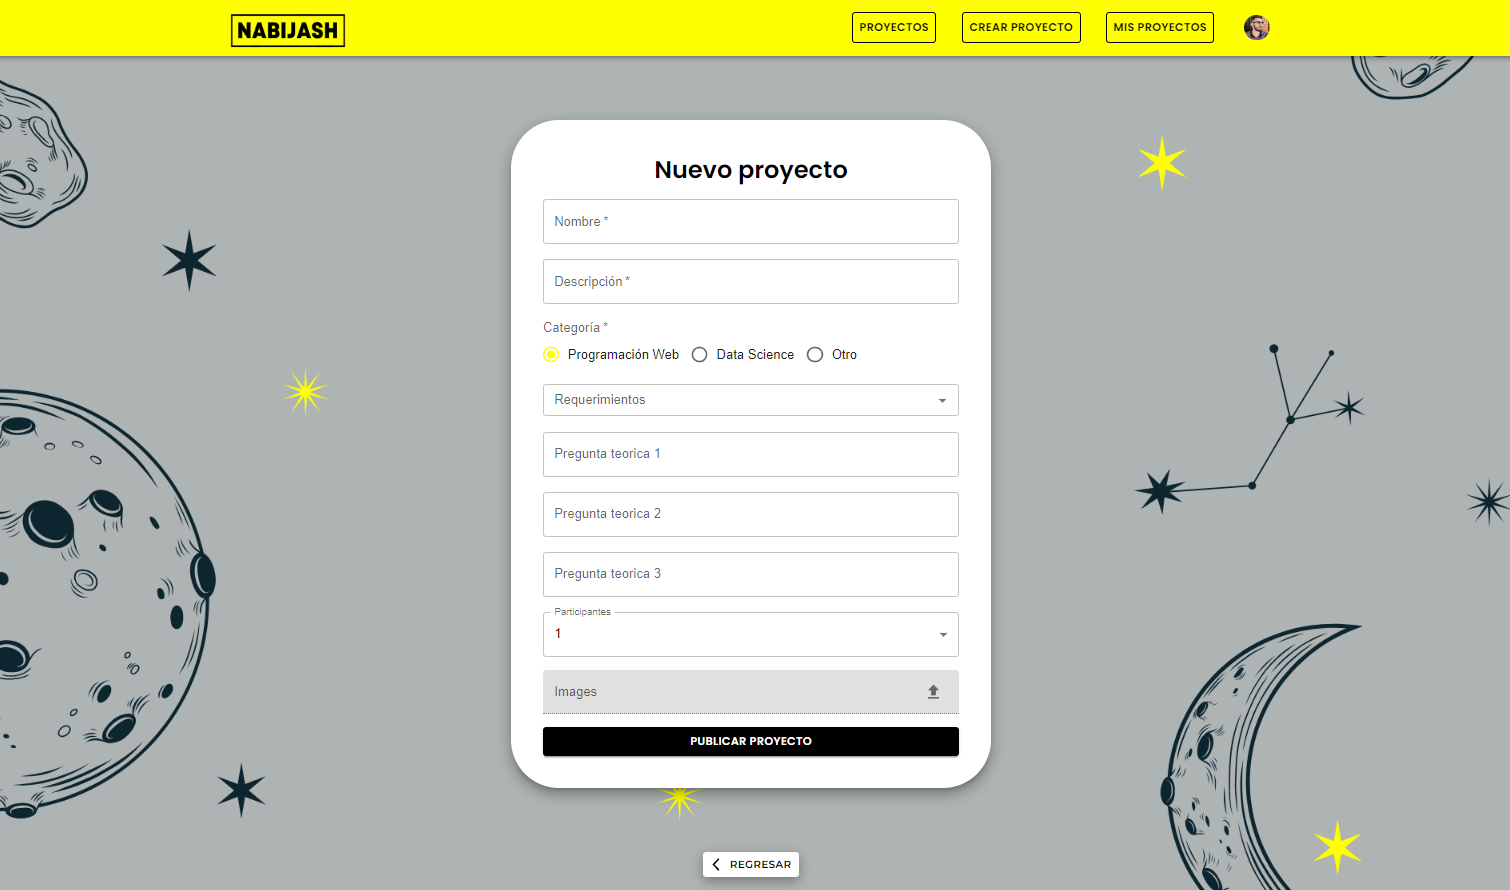 NABIJASH
PROYECTOS
CREAR PROYECTO
MIS PROYECTOS
Nuevo proyecto
Nombre *
Descripción *
Categoría *
Programación Web
Data Science
Otro
Requerimientos
Pregunta teorica 1
Pregunta teorica 2
Pregunta teorica 3
Participantes
1
Images
PUBLICAR PROYECTO
REGRESAR